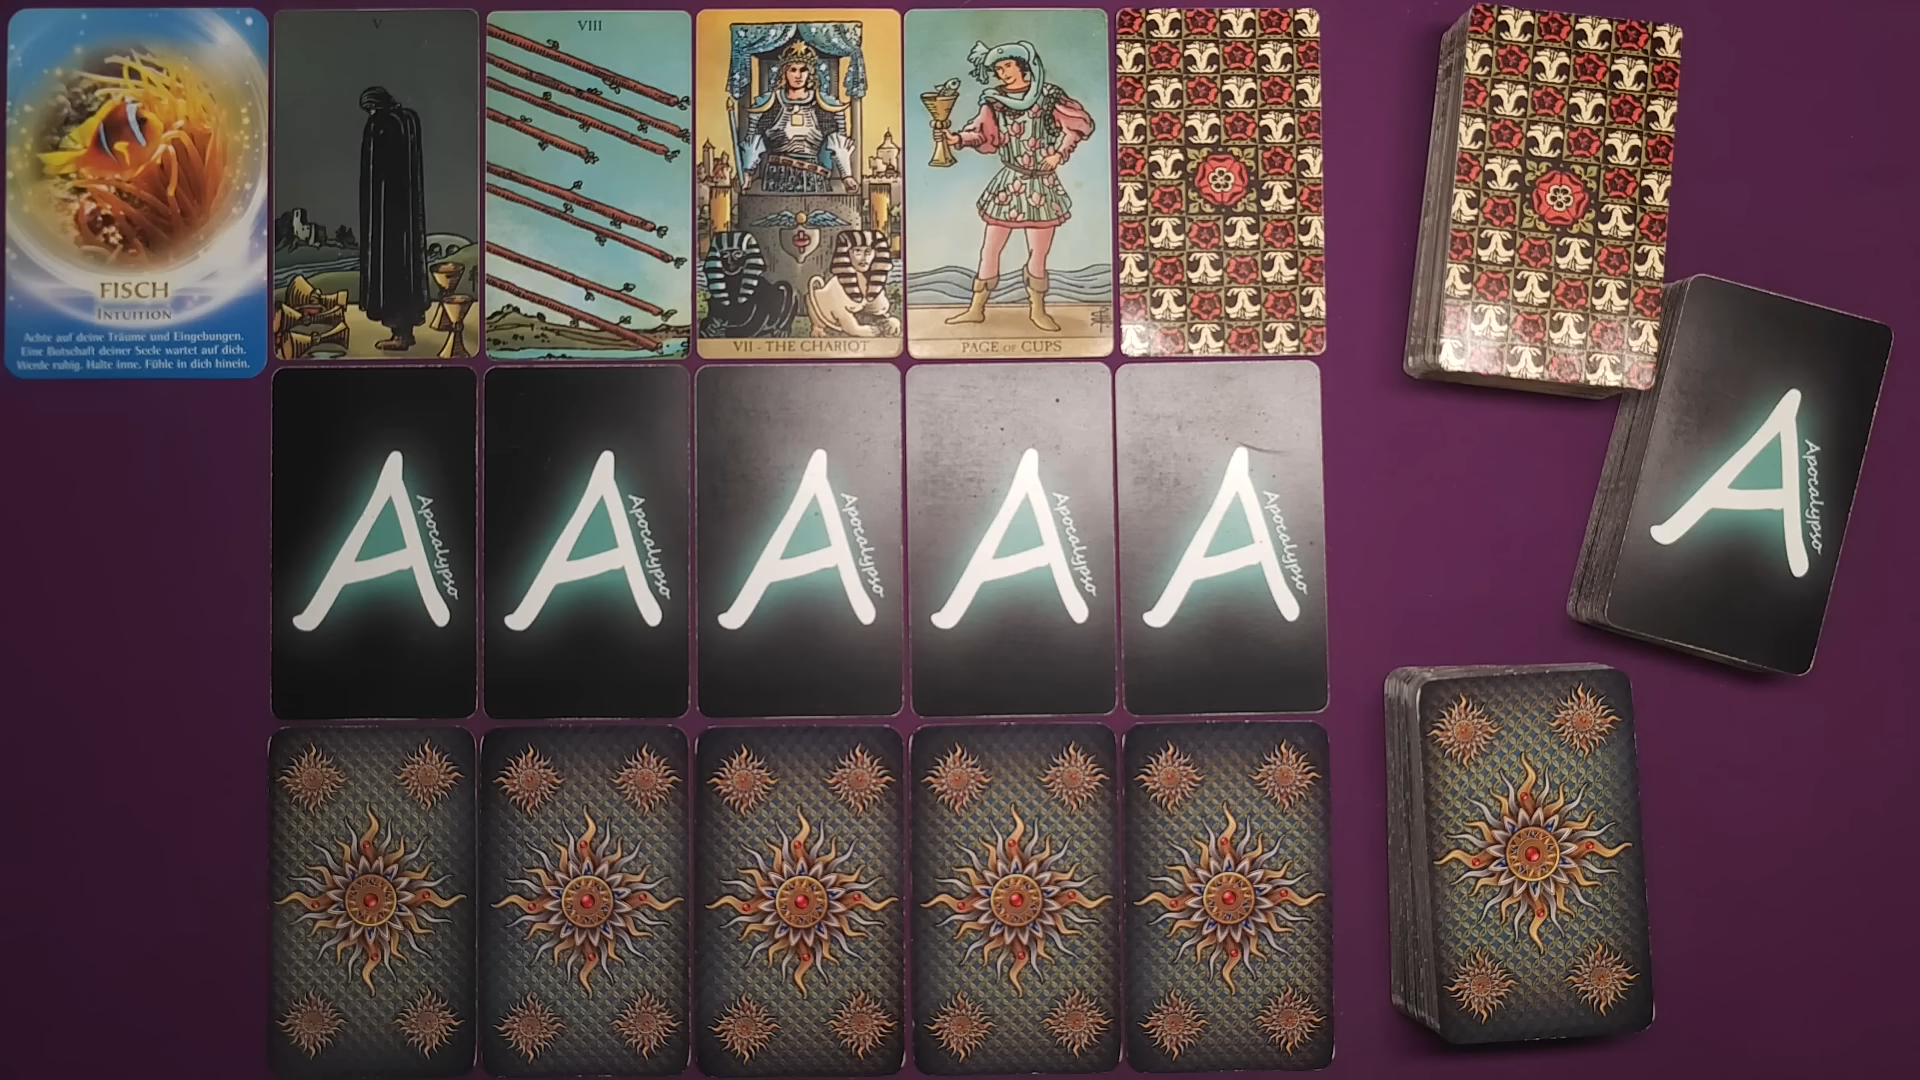 FISCH
INTUITION
Achte auf deine Träume und Eingebungen.
Eine Botschaft deiner Seele wartet auf dich.
Werde ruhig. Halte inne. Fühle in dich hinein.
V
VIII
VII - THE CHARIOT
PAGE OF CUPS
A Apocalypso
A Apocalypso
A Apocalypso
A Apocalypso
A Apocalypso
A Apocalypso